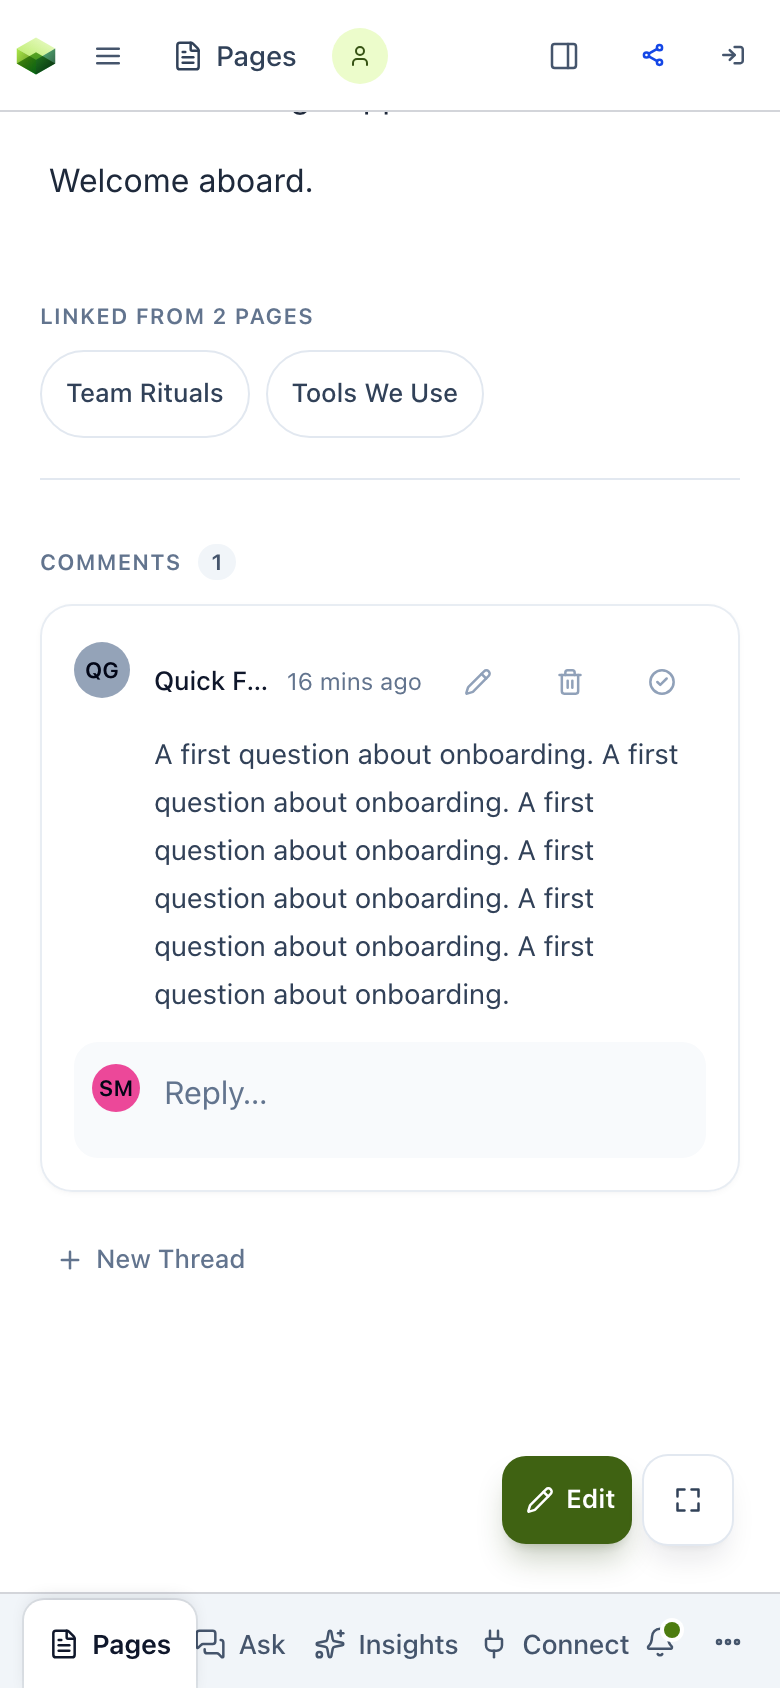 Pages
Welcome aboard.
LINKED FROM 2 PAGES
Team Rituals
Tools We Use
COMMENTS 1
QG Quick F... 16 mins ago
A first question about onboarding. A first
question about onboarding. A first
question about onboarding. A first
question about onboarding. A first
question about onboarding. A first
question about onboarding.
SM Reply...
+ New Thread
Edit
Pages Ask Insights Connect